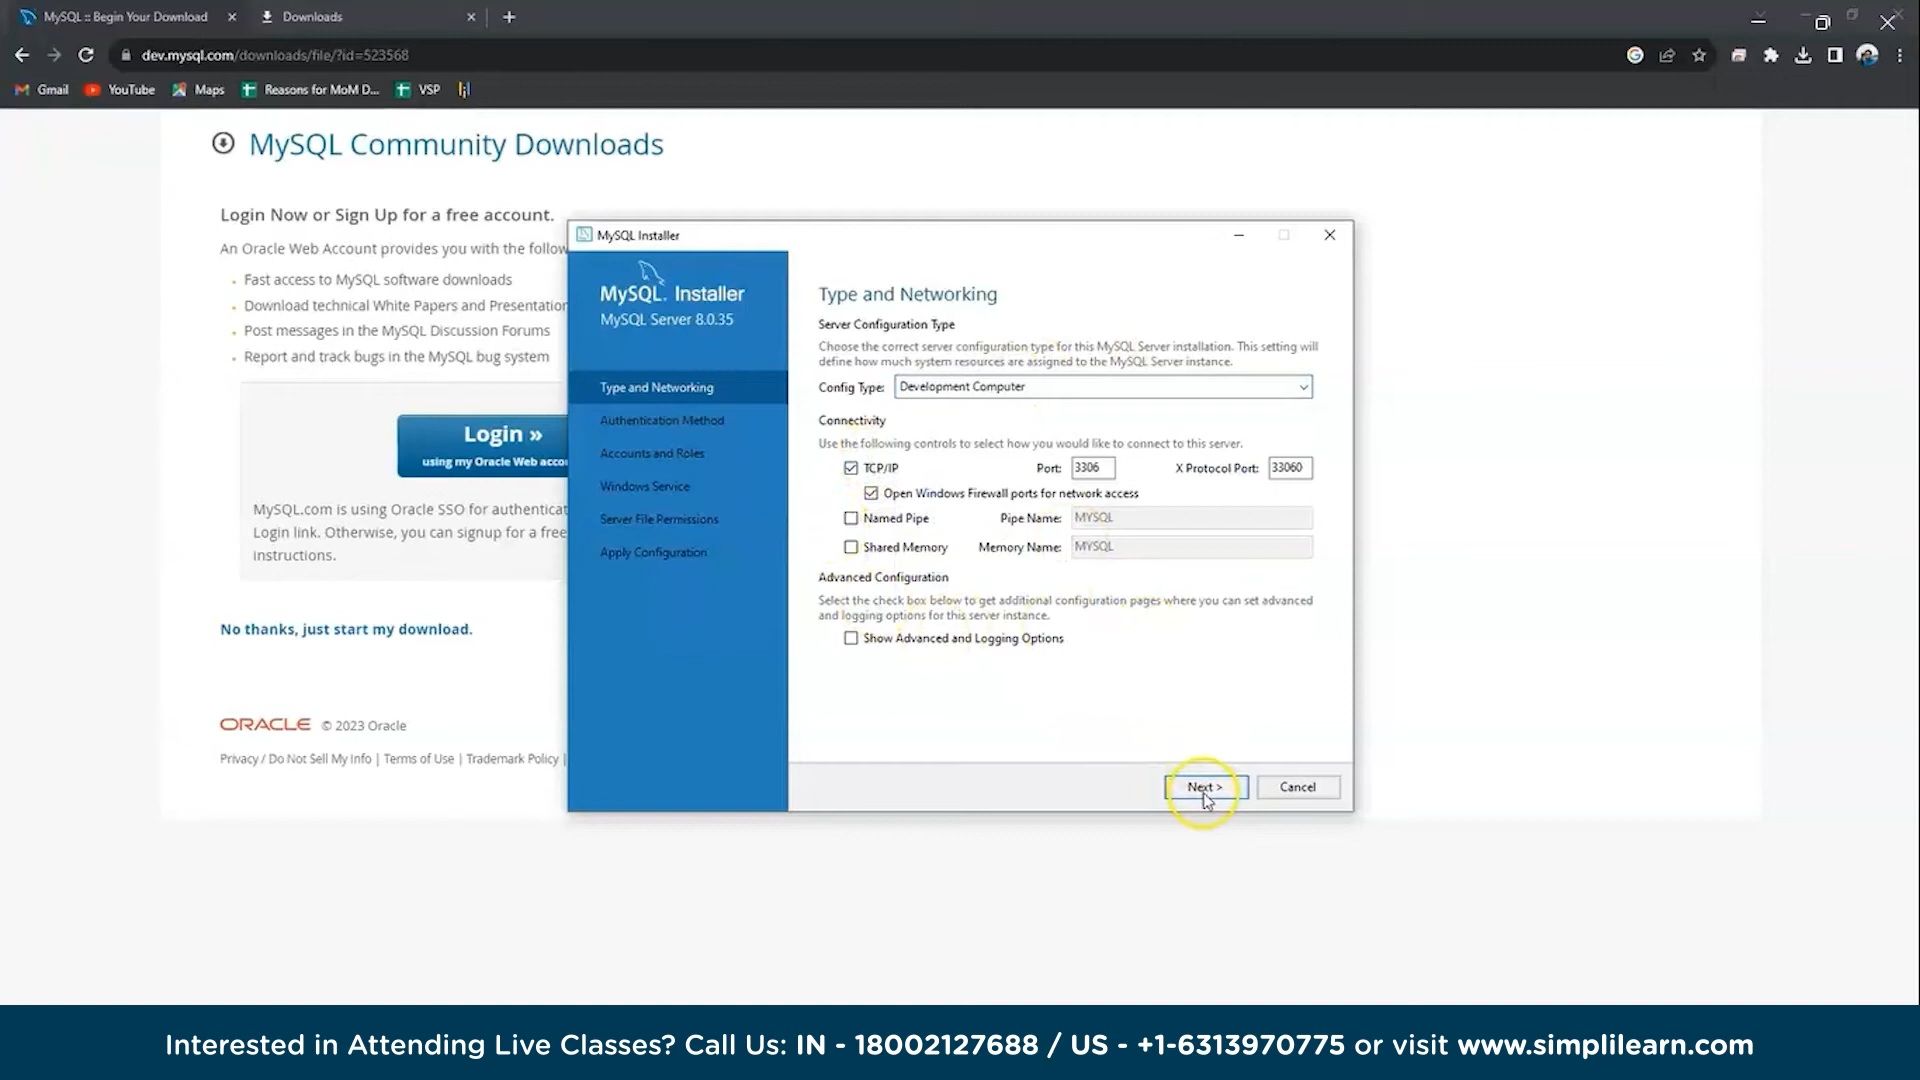 MySQL :: Begin Your Download
Downloads
dev.mysql.com/downloads/file/?id=523568
Gmail
YouTube
Maps
Reasons for MoM D...
VSP
MySQL Community Downloads
Login Now or Sign Up for a free account.
An Oracle Web Account provides you with the follow
Fast access to MySQL software downloads
Download technical White Papers and Presentation
Post messages in the MySQL Discussion Forums
Report and track bugs in the MySQL bug system
Login »
using my Oracle Web accou
MySQL.com is using Oracle SSO for authenticat
Login link. Otherwise, you can signup for a free
instructions.
No thanks, just start my download.
ORACLE © 2023 Oracle
Privacy / Do Not Sell My Info | Terms of Use | Trademark Policy |
MySQL Installer
MySQL. Installer
MySQL Server 8.0.35
Type and Networking
Authentication Method
Accounts and Roles
Windows Service
Server File Permissions
Apply Configuration
Type and Networking
Server Configuration Type
Choose the correct server configuration type for this MySQL Server installation. This setting will
define how much system resources are assigned to the MySQL Server instance.
Config Type: Development Computer
Connectivity
Use the following controls to select how you would like to connect to this server.
TCP/IP Port: 3306 X Protocol Port: 33060
Open Windows Firewall ports for network access
Named Pipe Pipe Name: MYSQL
Shared Memory Memory Name: MYSQL
Advanced Configuration
Select the check box below to get additional configuration pages where you can set advanced
and logging options for this server instance.
Show Advanced and Logging Options
Next >
Cancel
Interested in Attending Live Classes? Call Us: IN - 18002127688 / US - +1-6313970775 or visit www.simplilearn.com